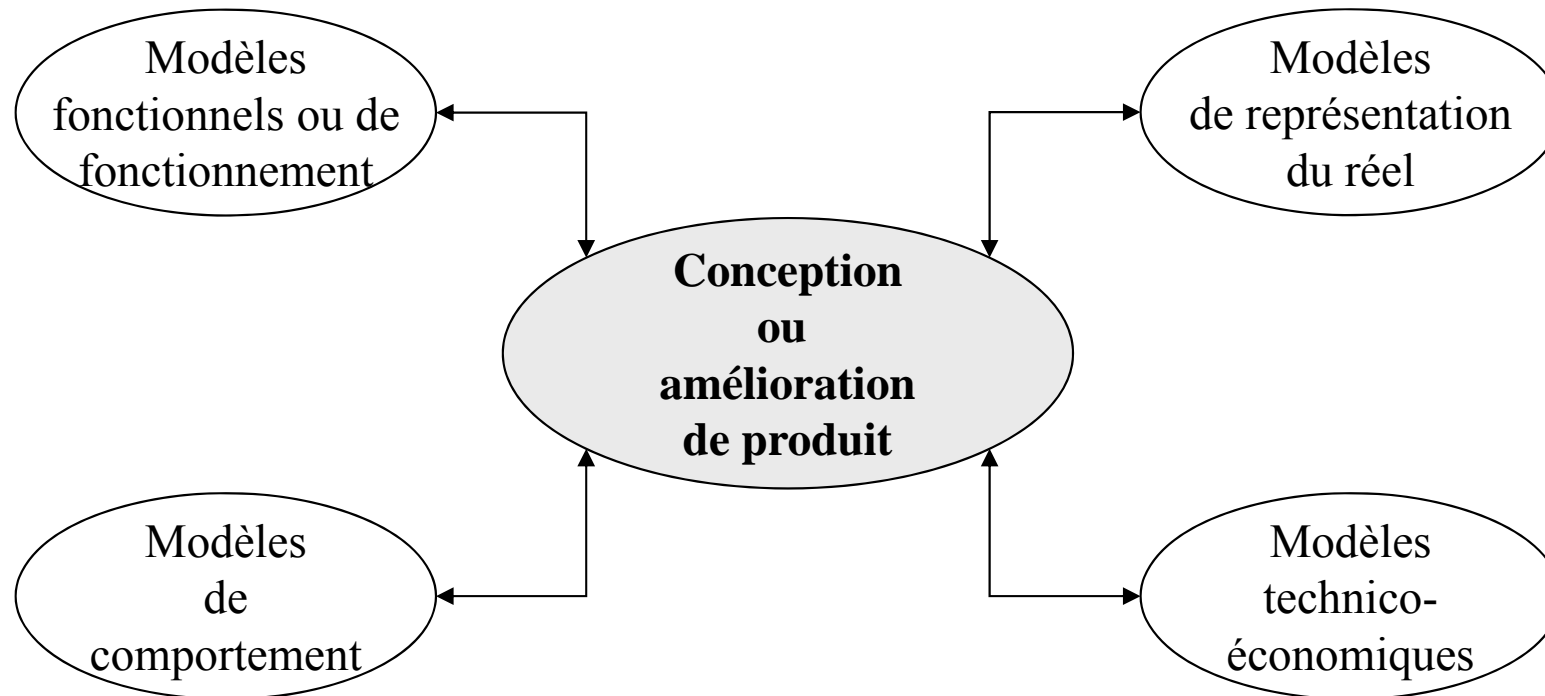 Modèles
fonctionnels ou de
fonctionnement
Modèles
de représentation
du réel
Conception
ou
amélioration
de produit
Modèles
de
comportement
Modèles
technico-
économiques